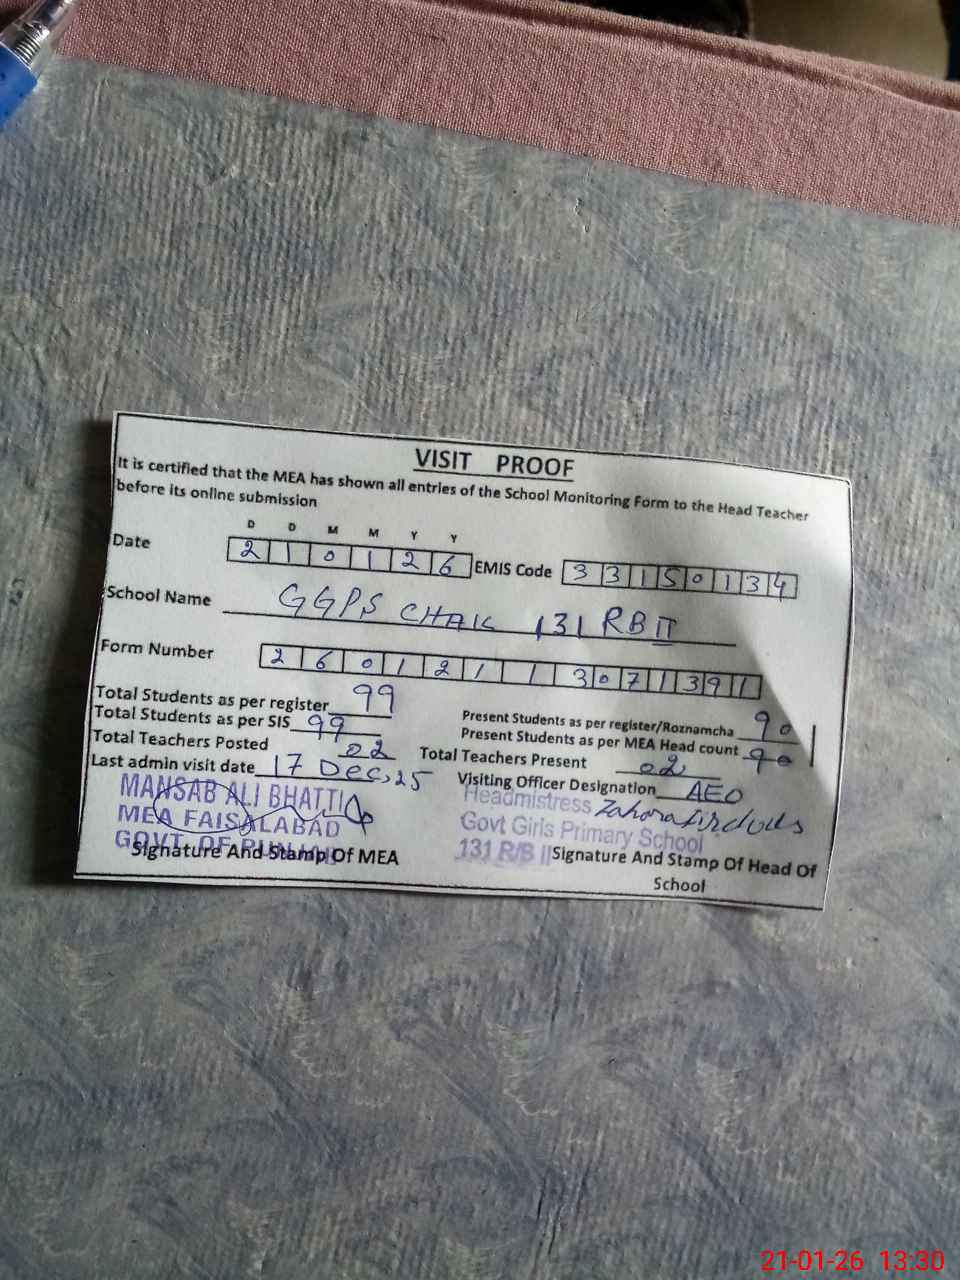 VISIT PROOF
It is certified that the MEA has shown all entries of the School Monitoring Form to the Head Teacher
before its online submission
D D M M Y Y
Date 2 1 0 1 2 6 EMIS Code 3 3 1 5 0 1 3 4
School Name GGPS CHAK 131 RB II
Form Number 2 6 0 1 2 1 1 3 0 7 1 3 9 1
Total Students as per register 99 Present Students as per register/Roznamcha 90
Total Students as per SIS 99 Present Students as per MEA Head count 90
Total Teachers Posted 02 Total Teachers Present 02
Last admin visit date 17 Dec, 25 Visiting Officer Designation AEO
MANSAB ALI BHATTI Headmistress Zahora Firdous
MEA FAISALABAD Govt Girls Primary School
GOVT. OF PUNJAB 131 R/B II
Signature And Stamp Of MEA Signature And Stamp Of Head Of
School
21-01-26 13:30